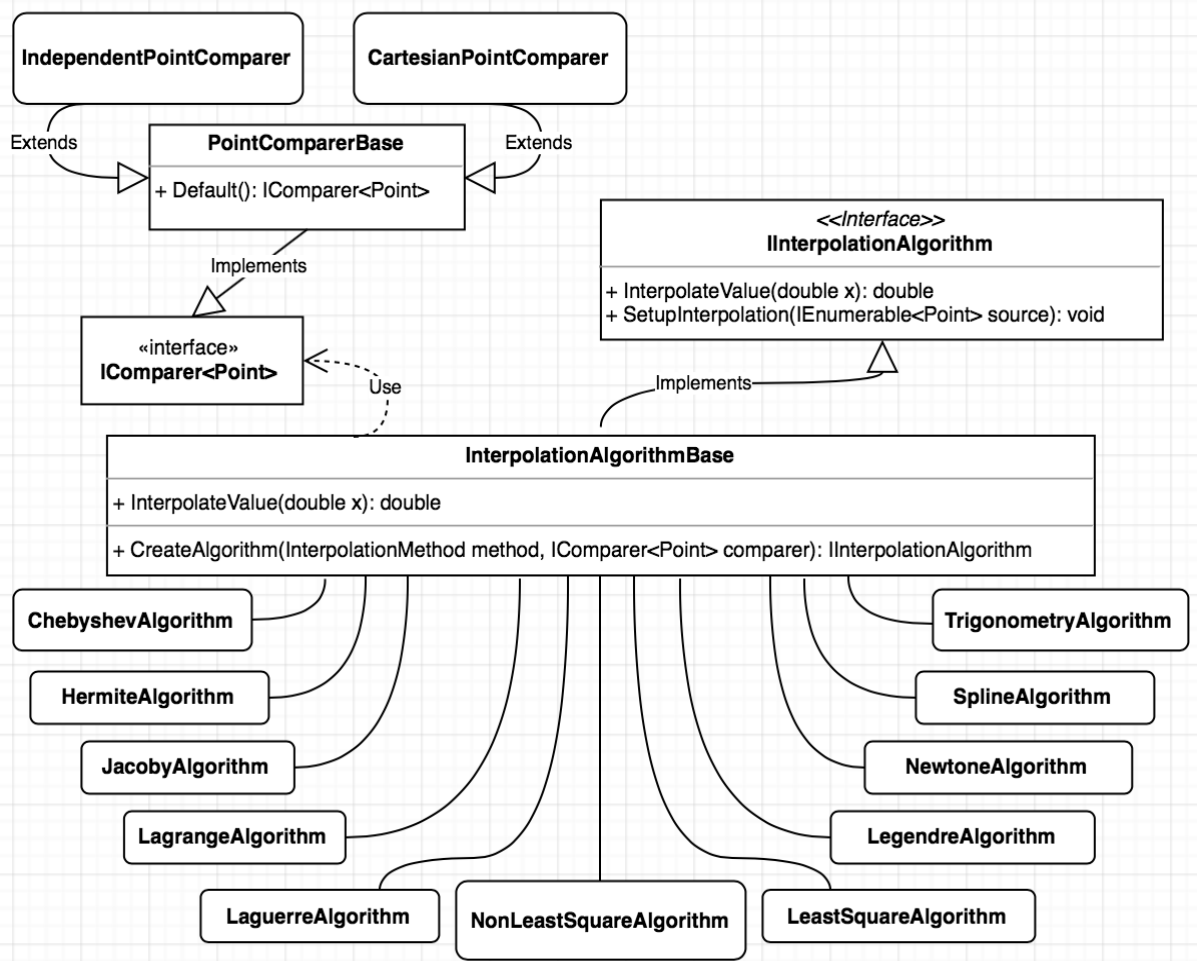 IndependentPointComparer
CartesianPointComparer
Extends
Extends
PointComparerBase
+ Default(): IComparer<Point>
Implements
<<Interface>>
IInterpolationAlgorithm
+ InterpolateValue(double x): double
+ SetupInterpolation(IEnumerable<Point> source): void
«interface»
IComparer<Point>
Use
Implements
InterpolationAlgorithmBase
+ InterpolateValue(double x): double
+ CreateAlgorithm(InterpolationMethod method, IComparer<Point> comparer): IInterpolationAlgorithm
ChebyshevAlgorithm
TrigonometryAlgorithm
HermiteAlgorithm
SplineAlgorithm
JacobyAlgorithm
NewtoneAlgorithm
LagrangeAlgorithm
LegendreAlgorithm
LaguerreAlgorithm
NonLeastSquareAlgorithm
LeastSquareAlgorithm